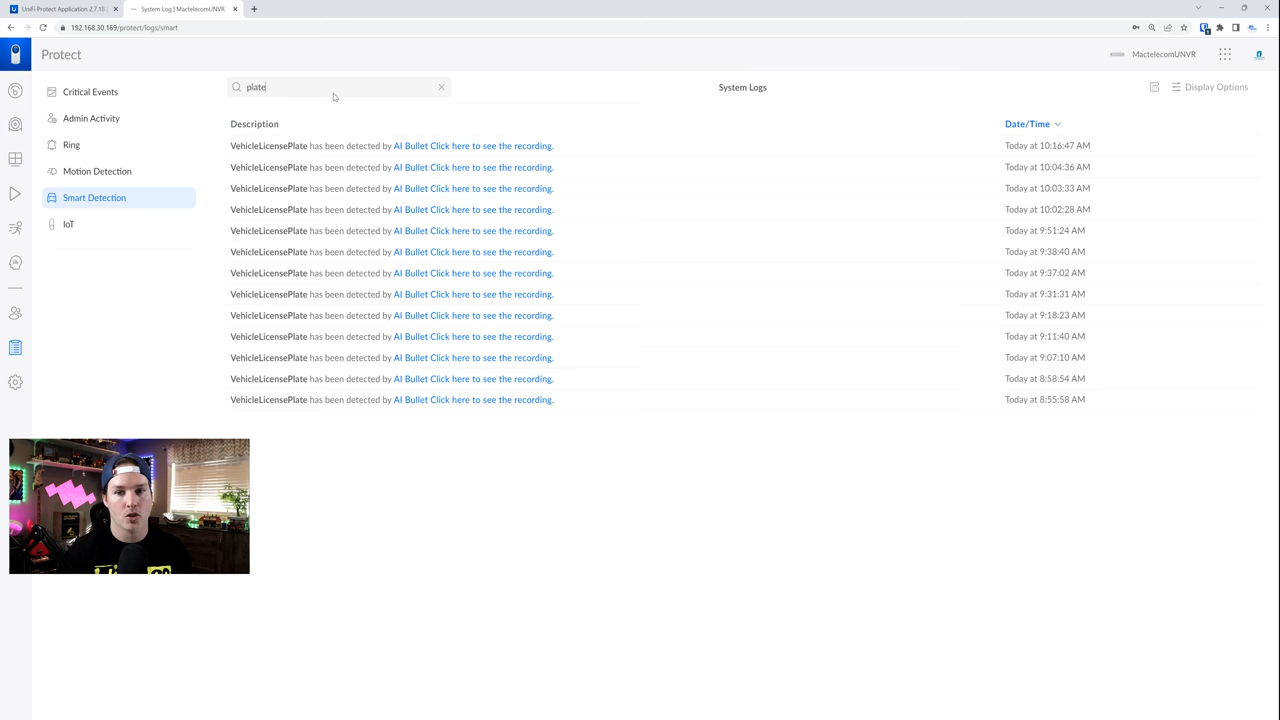 UniFi Protect Application 2.7.18
System Log | MactelecomUNVR
192.168.30.169/protect/logs/smart
Protect
MactelecomUNVR
Critical Events
Admin Activity
Ring
Motion Detection
Smart Detection
IoT
plate
System Logs
Display Options
Description Date/Time
VehicleLicensePlate has been detected by AI Bullet Click here to see the recording. Today at 10:16:47 AM
VehicleLicensePlate has been detected by AI Bullet Click here to see the recording. Today at 10:04:36 AM
VehicleLicensePlate has been detected by AI Bullet Click here to see the recording. Today at 10:03:33 AM
VehicleLicensePlate has been detected by AI Bullet Click here to see the recording. Today at 10:02:28 AM
VehicleLicensePlate has been detected by AI Bullet Click here to see the recording. Today at 9:51:24 AM
VehicleLicensePlate has been detected by AI Bullet Click here to see the recording. Today at 9:38:40 AM
VehicleLicensePlate has been detected by AI Bullet Click here to see the recording. Today at 9:37:02 AM
VehicleLicensePlate has been detected by AI Bullet Click here to see the recording. Today at 9:31:31 AM
VehicleLicensePlate has been detected by AI Bullet Click here to see the recording. Today at 9:18:23 AM
VehicleLicensePlate has been detected by AI Bullet Click here to see the recording. Today at 9:11:40 AM
VehicleLicensePlate has been detected by AI Bullet Click here to see the recording. Today at 9:07:10 AM
VehicleLicensePlate has been detected by AI Bullet Click here to see the recording. Today at 8:58:54 AM
VehicleLicensePlate has been detected by AI Bullet Click here to see the recording. Today at 8:55:58 AM